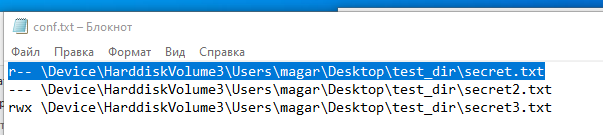 conf.txt – Блокнот
Файл Правка Формат Вид Справка
r-- \Device\HarddiskVolume3\Users\magar\Desktop\test_dir\secret.txt
--- \Device\HarddiskVolume3\Users\magar\Desktop\test_dir\secret2.txt
rwx \Device\HarddiskVolume3\Users\magar\Desktop\test_dir\secret3.txt